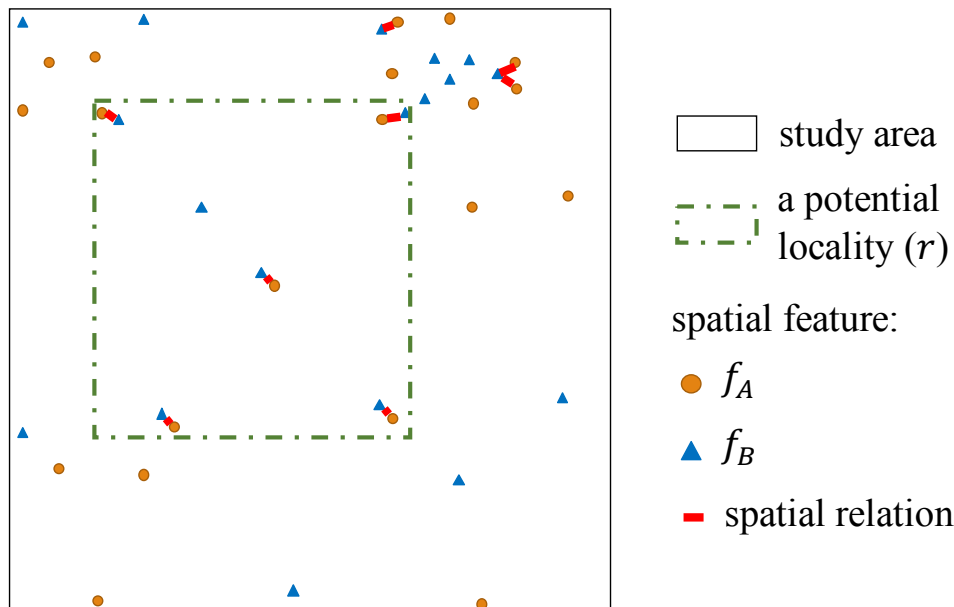 study area
a potential
locality (r)
spatial feature:
f_A
f_B
spatial relation